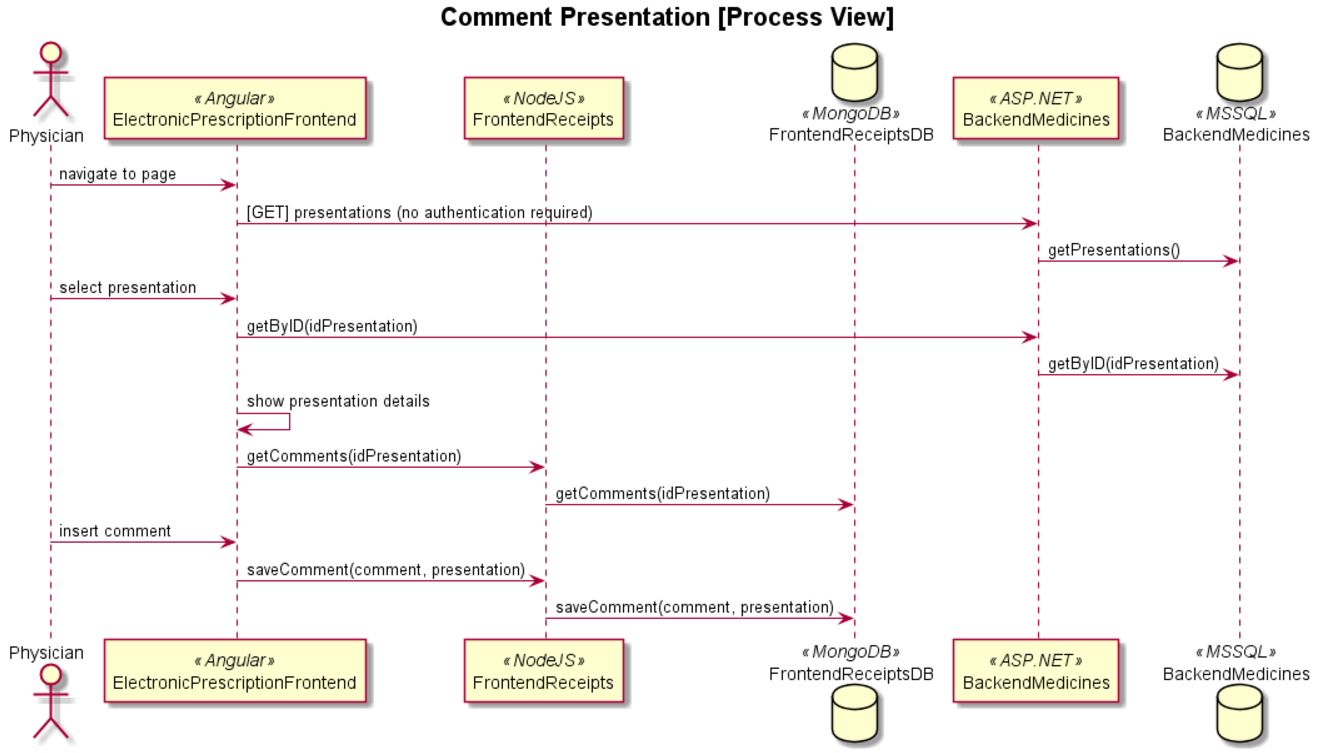 Comment Presentation [Process View]
Physician
«Angular»
ElectronicPrescriptionFrontend
«NodeJS»
FrontendReceipts
«MongoDB»
FrontendReceiptsDB
«ASP.NET»
BackendMedicines
«MSSQL»
BackendMedicines
navigate to page
[GET] presentations (no authentication required)
getPresentations()
select presentation
getByID(idPresentation)
getByID(idPresentation)
show presentation details
getComments(idPresentation)
getComments(idPresentation)
insert comment
saveComment(comment, presentation)
saveComment(comment, presentation)
Physician
«Angular»
ElectronicPrescriptionFrontend
«NodeJS»
FrontendReceipts
«MongoDB»
FrontendReceiptsDB
«ASP.NET»
BackendMedicines
«MSSQL»
BackendMedicines